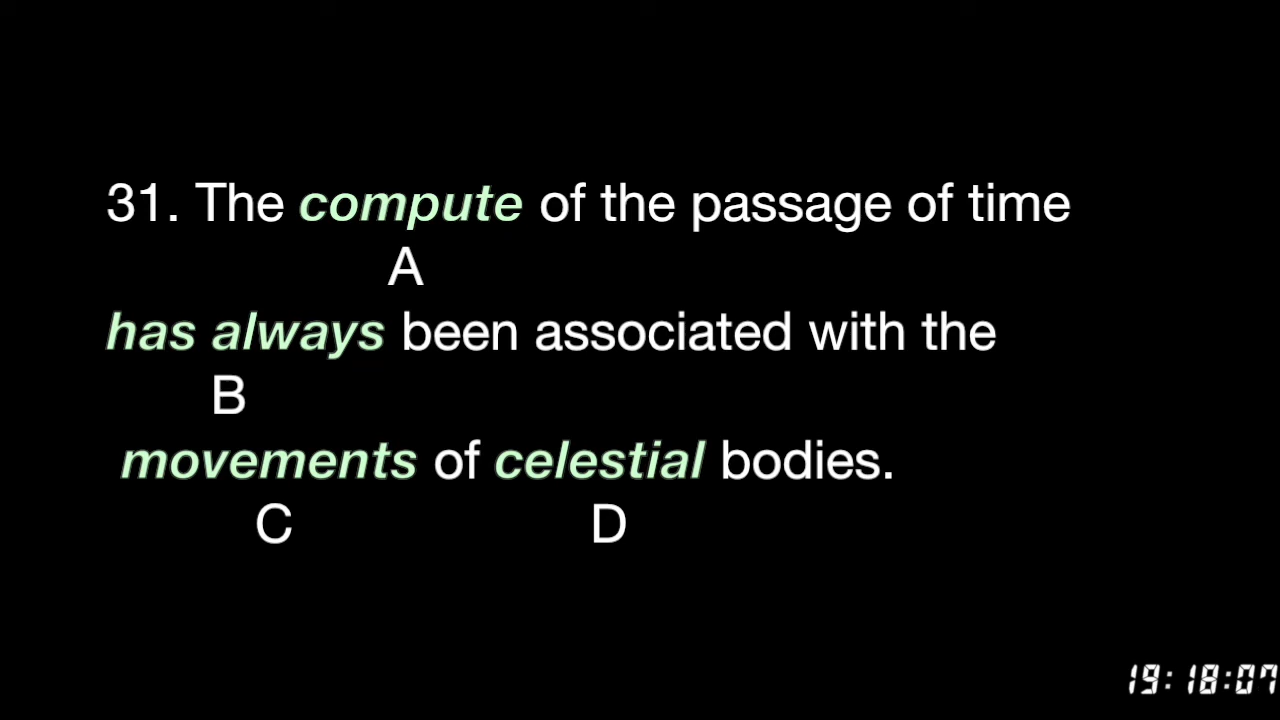 31. The compute of the passage of time
A
has always been associated with the
B
movements of celestial bodies.
C D
19:18:07